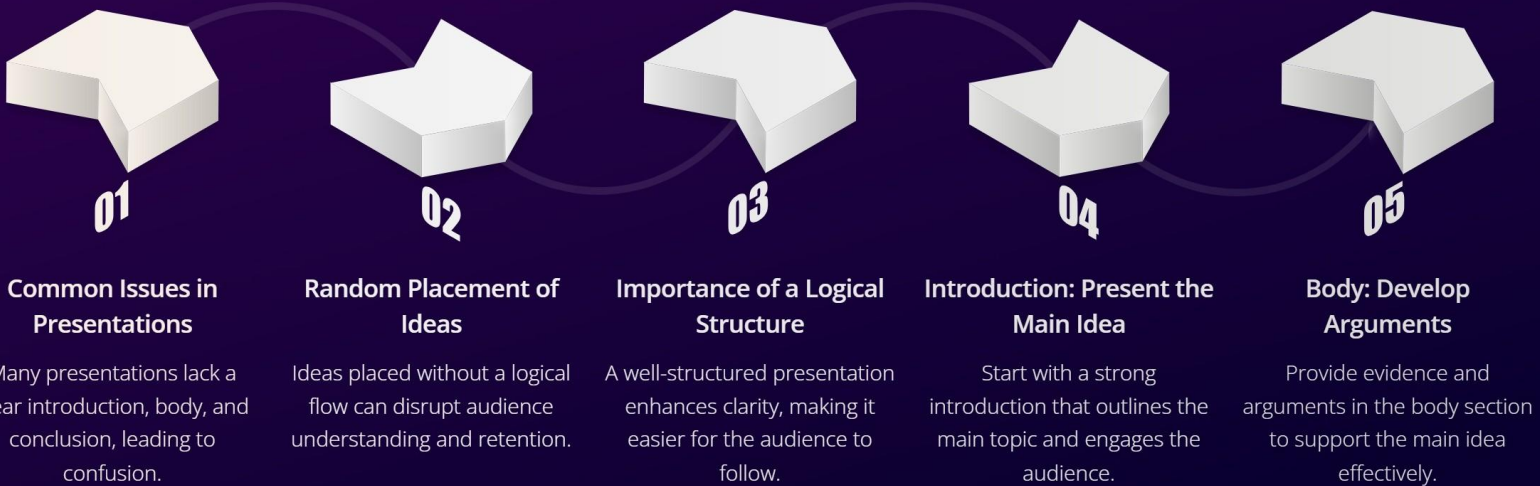 01
Common Issues in
Presentations
Many presentations lack a
clear introduction, body, and
conclusion, leading to
confusion.
02
Random Placement of
Ideas
Ideas placed without a logical
flow can disrupt audience
understanding and retention.
03
Importance of a Logical
Structure
A well-structured presentation
enhances clarity, making it
easier for the audience to
follow.
04
Introduction: Present the
Main Idea
Start with a strong
introduction that outlines the
main topic and engages the
audience.
05
Body: Develop
Arguments
Provide evidence and
arguments in the body section
to support the main idea
effectively.